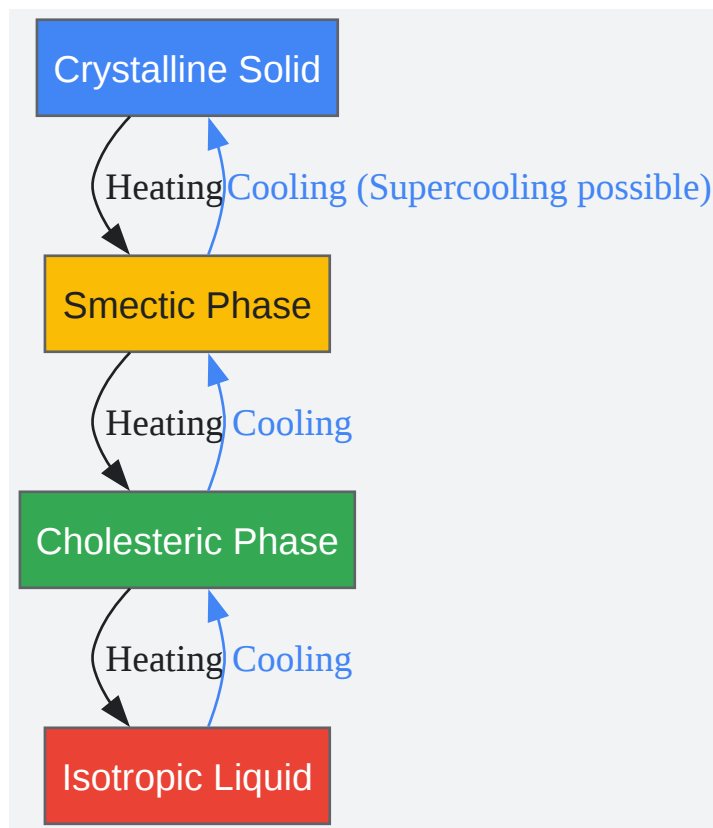 Crystalline Solid
Heating
Cooling (Supercooling possible)
Smectic Phase
Heating
Cooling
Cholesteric Phase
Heating
Cooling
Isotropic Liquid